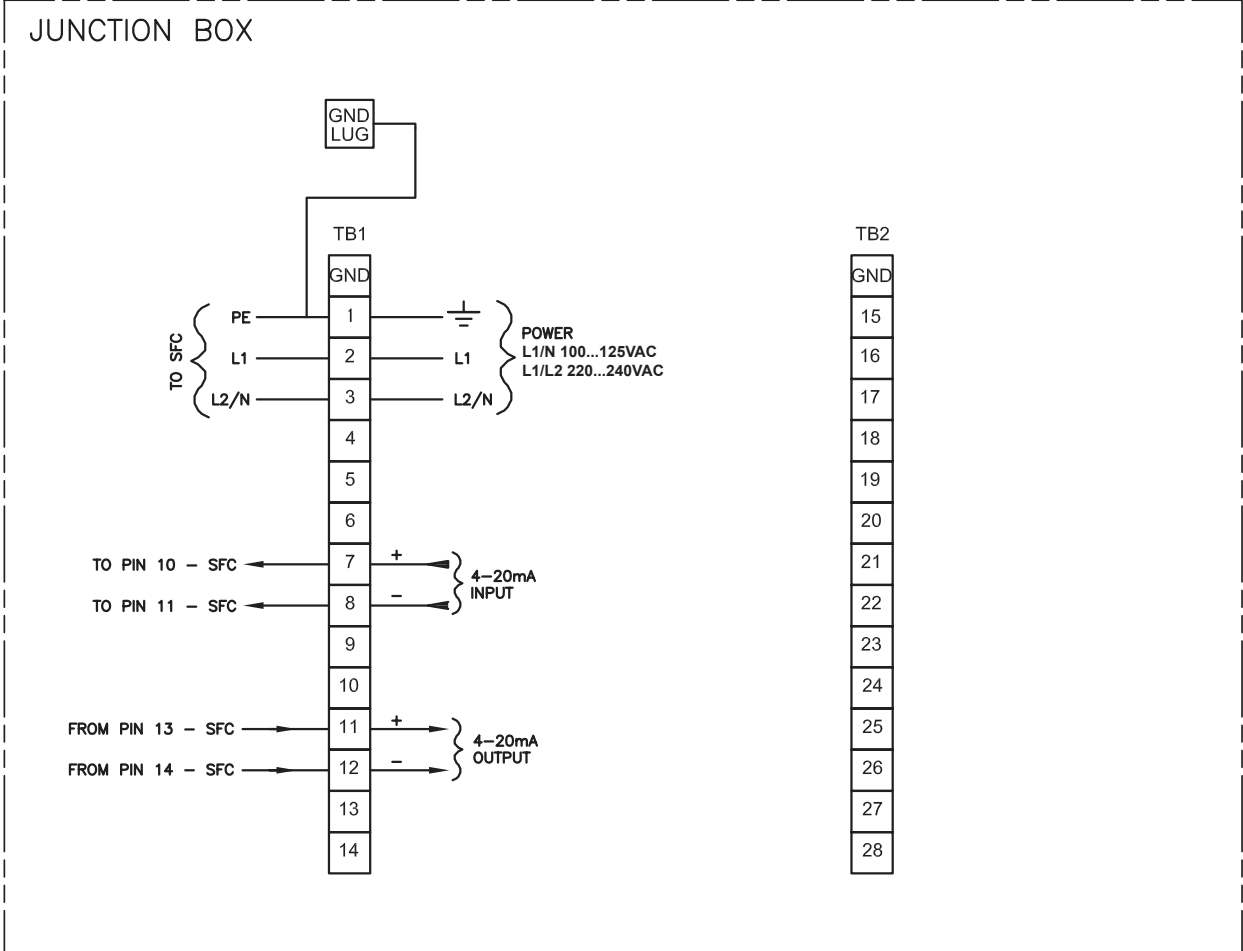 JUNCTION BOX
GND
LUG
TB1
TB2
GND
GND
PE
1
15
POWER
L1/N 100...125VAC
L1/L2 220...240VAC
TO SFC
L1
2
L1
16
L2/N
3
L2/N
17
4
18
5
19
6
20
TO PIN 10 – SFC
7
+
21
4–20mA
INPUT
TO PIN 11 – SFC
8
–
22
9
23
10
24
FROM PIN 13 – SFC
11
+
25
4–20mA
OUTPUT
FROM PIN 14 – SFC
12
–
26
13
27
14
28